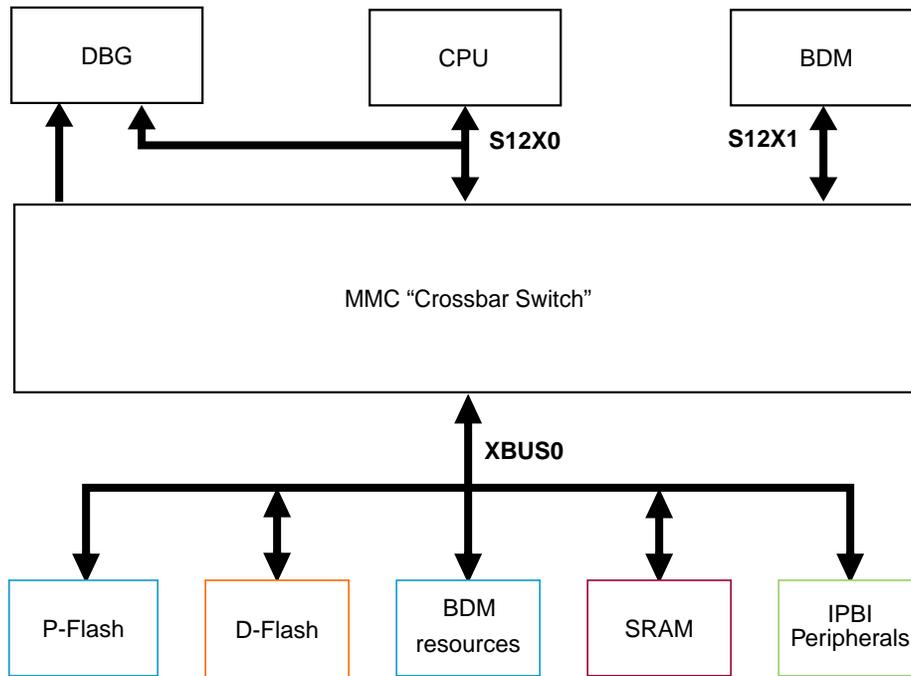 DBG
CPU
BDM
S12X0
S12X1
MMC “Crossbar Switch”
XBUS0
P-Flash
D-Flash
BDM
resources
SRAM
IPBI
Peripherals